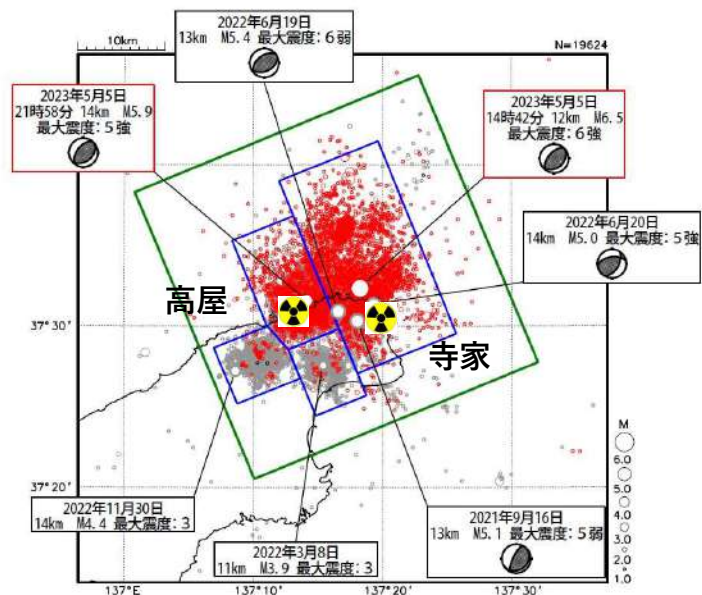 10km
N=19624
2022年6月19日
13km M5.4 最大震度:6弱
2023年5月5日
21時58分 14km M5.9
最大震度:5強
2023年5月5日
14時42分 12km M6.5
最大震度:6強
2022年6月20日
14km M5.0 最大震度:5強
高屋
寺家
37°30′
37°20′
2022年11月30日
14km M4.4 最大震度:3
2022年3月8日
11km M3.9 最大震度:3
2021年9月16日
13km M5.1 最大震度:5弱
M
6.0
5.0
4.0
3.0
2.0
1.0
137°E
137°10′
137°20′
137°30′